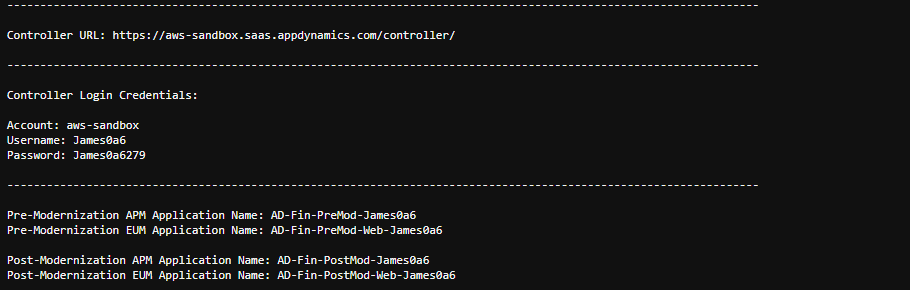 ------------------------------------------------------------------------------------------------------------------
Controller URL: https://aws-sandbox.saas.appdynamics.com/controller/
------------------------------------------------------------------------------------------------------------------
Controller Login Credentials:
Account: aws-sandbox
Username: James0a6
Password: James0a6279
------------------------------------------------------------------------------------------------------------------
Pre-Modernization APM Application Name: AD-Fin-PreMod-James0a6
Pre-Modernization EUM Application Name: AD-Fin-PreMod-Web-James0a6
Post-Modernization APM Application Name: AD-Fin-PostMod-James0a6
Post-Modernization EUM Application Name: AD-Fin-PostMod-Web-James0a6